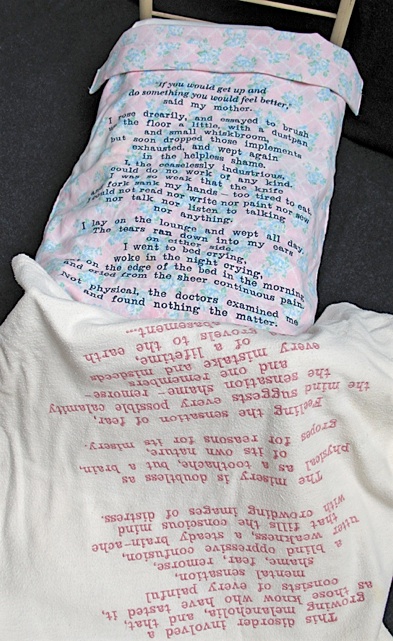 'If you would get up and
do something you would feel better,'
said my mother.
I rose drearily, and essayed to brush
the floor a little, with a dustpan
and small whiskbroom,
but soon dropped those implements
exhausted, and wept again
in the helpless shame.
I, the ceaselessly industrious,
could do no work of any kind.
I was so weak that the knife
and fork sank my hands - too tired to eat.
I could not read nor write nor paint nor sew
nor talk nor listen to talking
nor anything.
I lay on the lounge and wept all day.
The tears ran down into my ears
on either side.
I went to bed crying,
woke in the night crying,
sat on the edge of the bed in the morning
and cried from the sheer continuous pain.
Not physical, the doctors examined me
and found nothing the matter.
This disorder involved a
growing melancholia, and that,
as those know who have tasted it,
consists of every painful
mental sensation,
shame, fear, remorse,
a blind oppressive confusion,
utter weakness, a steady brain-ache
that fills the conscious mind
with crowding images of distress.
The misery is doubtless as
physical as a toothache, but a brain,
of its own nature,
gropes for reasons for its misery.
Feeling the sensation of fear,
the mind suggests every possible calamity
the sensation shame - remorse -
and one remembers
every mistake and misdeeds
of a lifetime,
grovels to the earth
abasement...